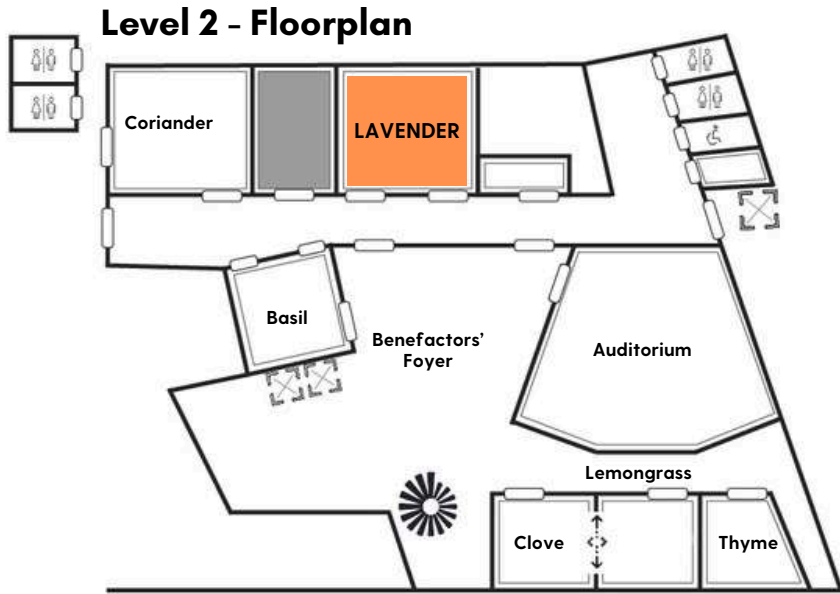 Level 2 - Floorplan
Coriander
LAVENDER
Basil
Benefactors'
Foyer
Auditorium
Lemongrass
Clove
Thyme